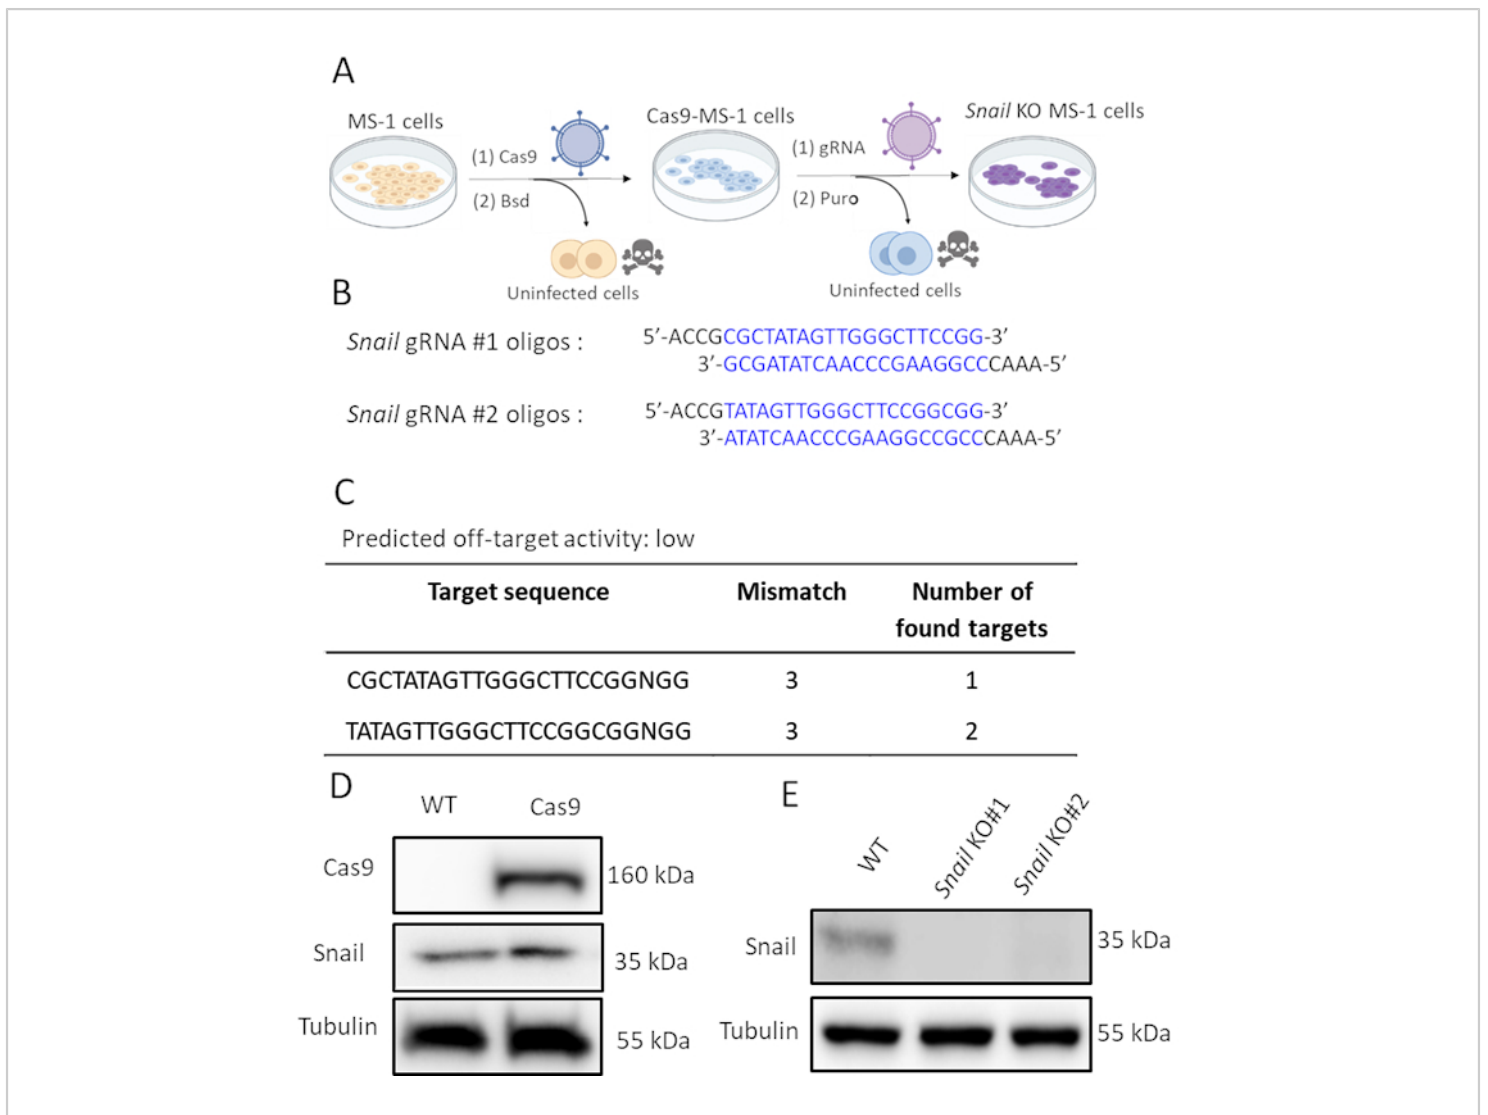 A
MS-1 cells
(1) Cas9
(2) Bsd
Uninfected cells
Cas9-MS-1 cells
(1) gRNA
(2) Puro
Uninfected cells
Snail KO MS-1 cells
B
Snail gRNA #1 oligos :
5′-ACCGCGCTATAGTTGGGCTTCCGG-3′
3′-GCGATATCAACCCGAAGGCCCAAA-5′
Snail gRNA #2 oligos :
5′-ACCGTATAGTTGGGCTTCCGGCGG-3′
3′-ATATCAACCCGAAGGCCGCCCAAA-5′
C
Predicted off-target activity: low
Target sequence Mismatch Number of
found targets
CGCTATAGTTGGGCTTCCGGNGG 3 1
TATAGTTGGGCTTCCGGCGGNGG 3 2
D
WT Cas9
Cas9 160 kDa
Snail 35 kDa
Tubulin 55 kDa
E
WT Snail KO#1 Snail KO#2
Snail 35 kDa
Tubulin 55 kDa